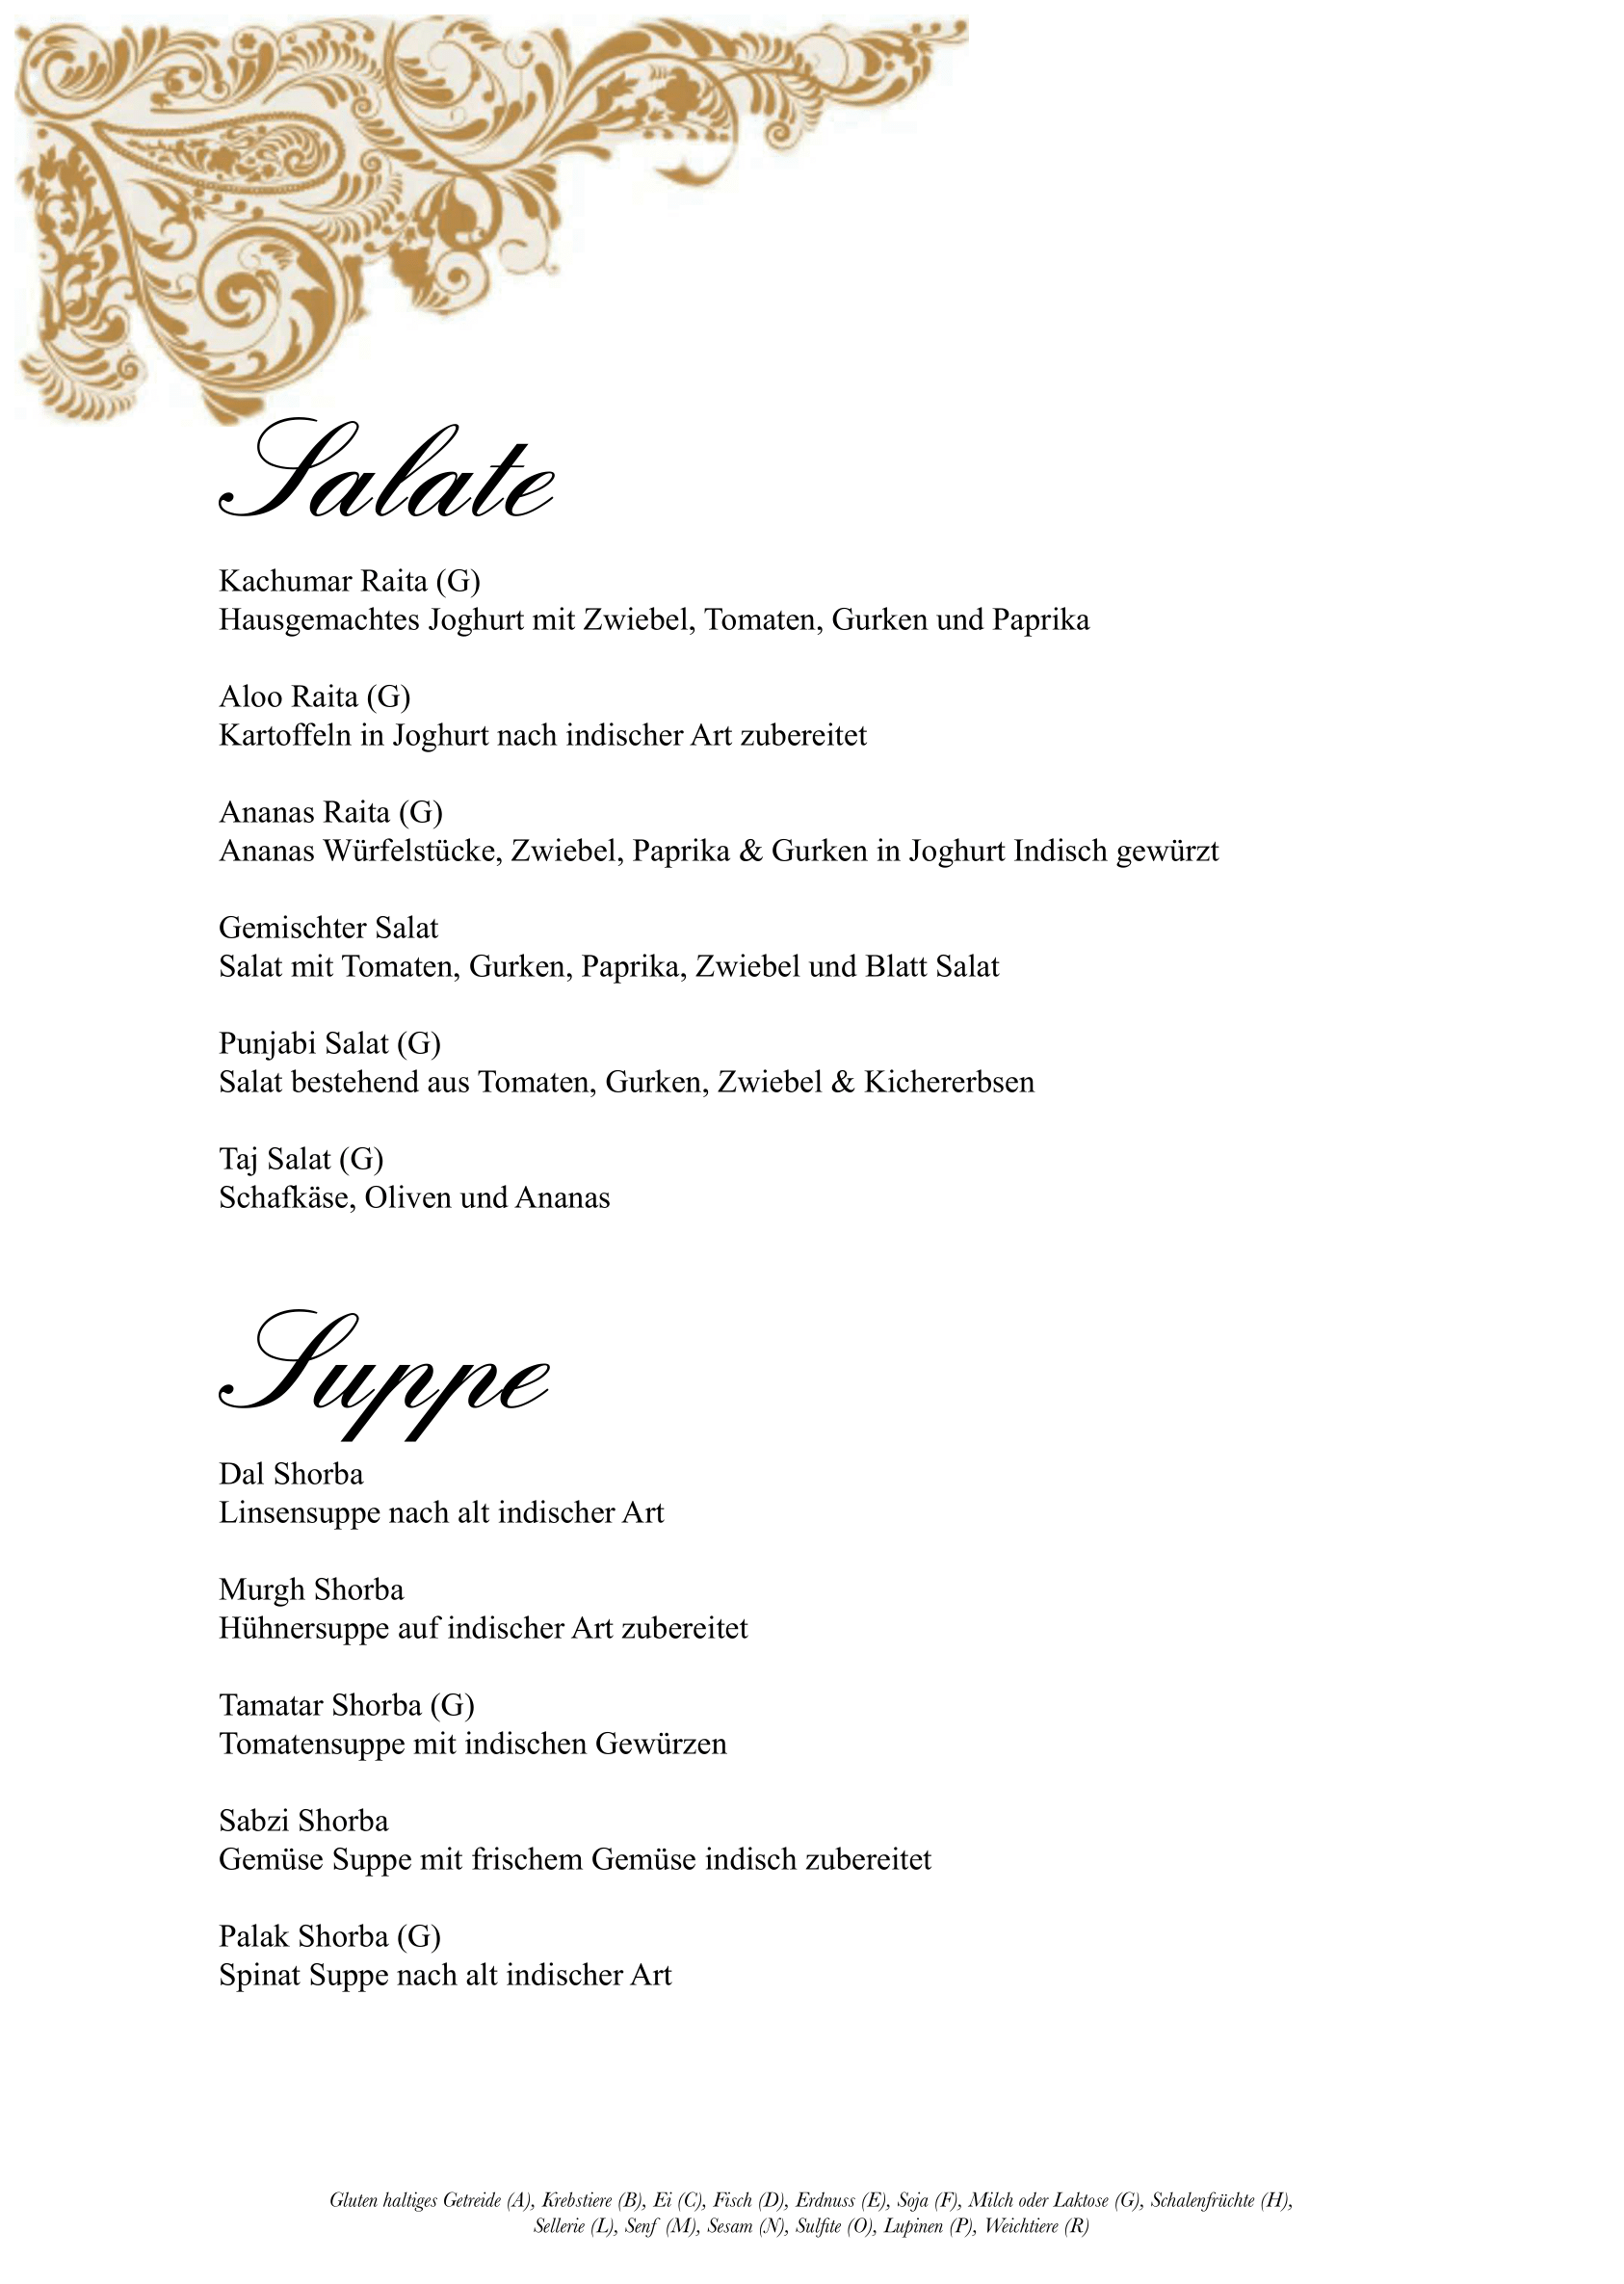 Salate
Kachumar Raita (G)
Hausgemachtes Joghurt mit Zwiebel, Tomaten, Gurken und Paprika
Aloo Raita (G)
Kartoffeln in Joghurt nach indischer Art zubereitet
Ananas Raita (G)
Ananas Würfelstücke, Zwiebel, Paprika & Gurken in Joghurt Indisch gewürzt
Gemischter Salat
Salat mit Tomaten, Gurken, Paprika, Zwiebel und Blatt Salat
Punjabi Salat (G)
Salat bestehend aus Tomaten, Gurken, Zwiebel & Kichererbsen
Taj Salat (G)
Schafkäse, Oliven und Ananas
Suppe
Dal Shorba
Linsensuppe nach alt indischer Art
Murgh Shorba
Hühnersuppe auf indischer Art zubereitet
Tamatar Shorba (G)
Tomatensuppe mit indischen Gewürzen
Sabzi Shorba
Gemüse Suppe mit frischem Gemüse indisch zubereitet
Palak Shorba (G)
Spinat Suppe nach alt indischer Art
Gluten haltiges Getreide (A), Krebstiere (B), Ei (C), Fisch (D), Erdnuss (E), Soja (F), Milch oder Laktose (G), Schalenfrüchte (H),
Sellerie (L), Senf (M), Sesam (N), Sulfite (O), Lupinen (P), Weichtiere (R)